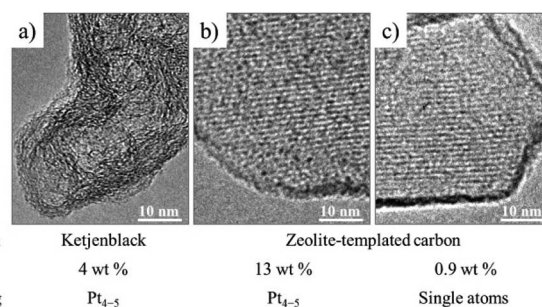 a) b) c)
10 nm 10 nm 10 nm
Ketjenblack Zeolite-templated carbon
4 wt % 13 wt % 0.9 wt %
Pt₄₋₅ Pt₄₋₅ Single atoms